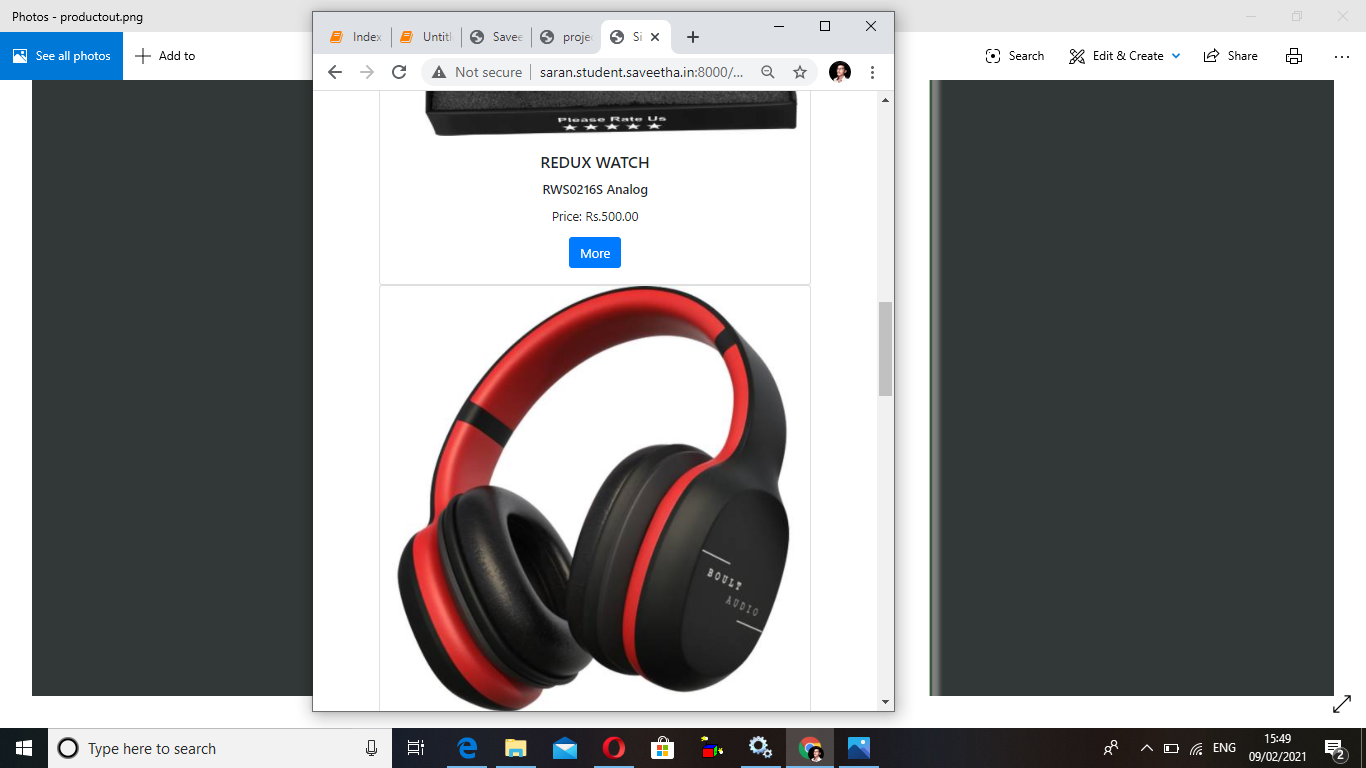 Photos - productout.png
See all photos
Add to
Search
Edit & Create
Share
Index
Untitl
Savee
projec
Si
Not secure
saran.student.saveetha.in:8000/...
Please Rate Us
REDUX WATCH
RWS0216S Analog
Price: Rs.500.00
More
BOULT
AUDIO
Type here to search
ENG
15:49
09/02/2021
2